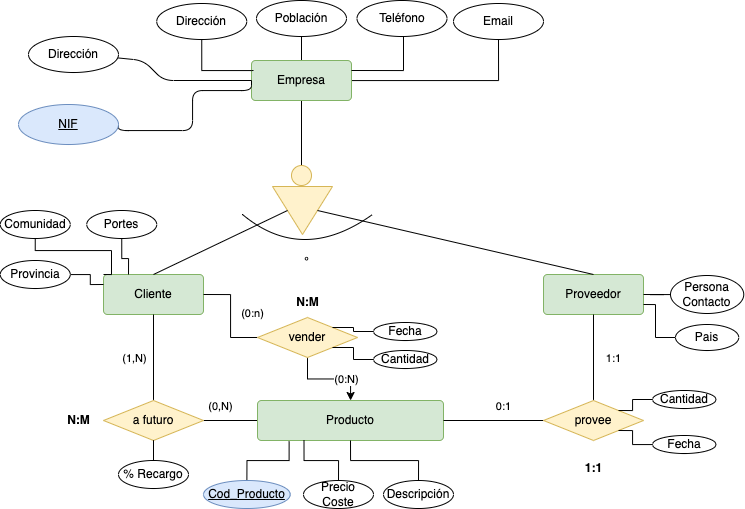 Dirección
Población
Teléfono
Email
Dirección
Empresa
NIF
Comunidad
Portes
Provincia
Cliente
Proveedor
Persona
Contacto
N:M
(0:n)
vender
Fecha
Cantidad
Pais
(1,N)
1:1
(0:N)
N:M
a futuro
(0,N)
Producto
0:1
provee
Cantidad
Fecha
1:1
% Recargo
Cod_Producto
Precio
Coste
Descripción